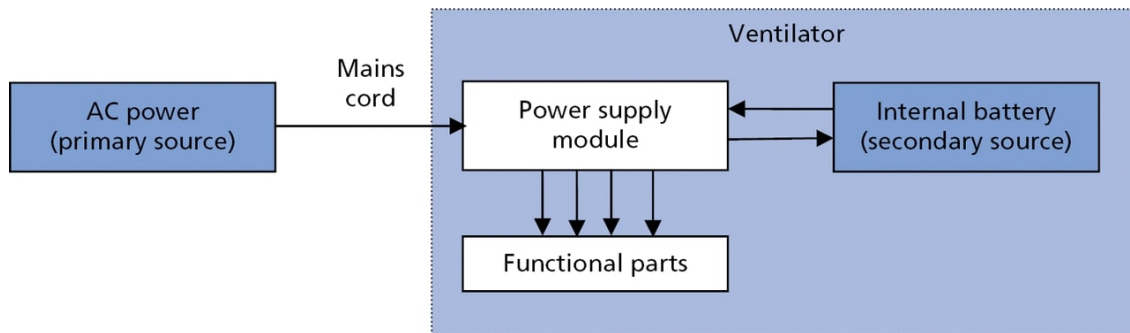 Ventilator
Mains
cord
AC power
(primary source)
Power supply
module
Internal battery
(secondary source)
Functional parts